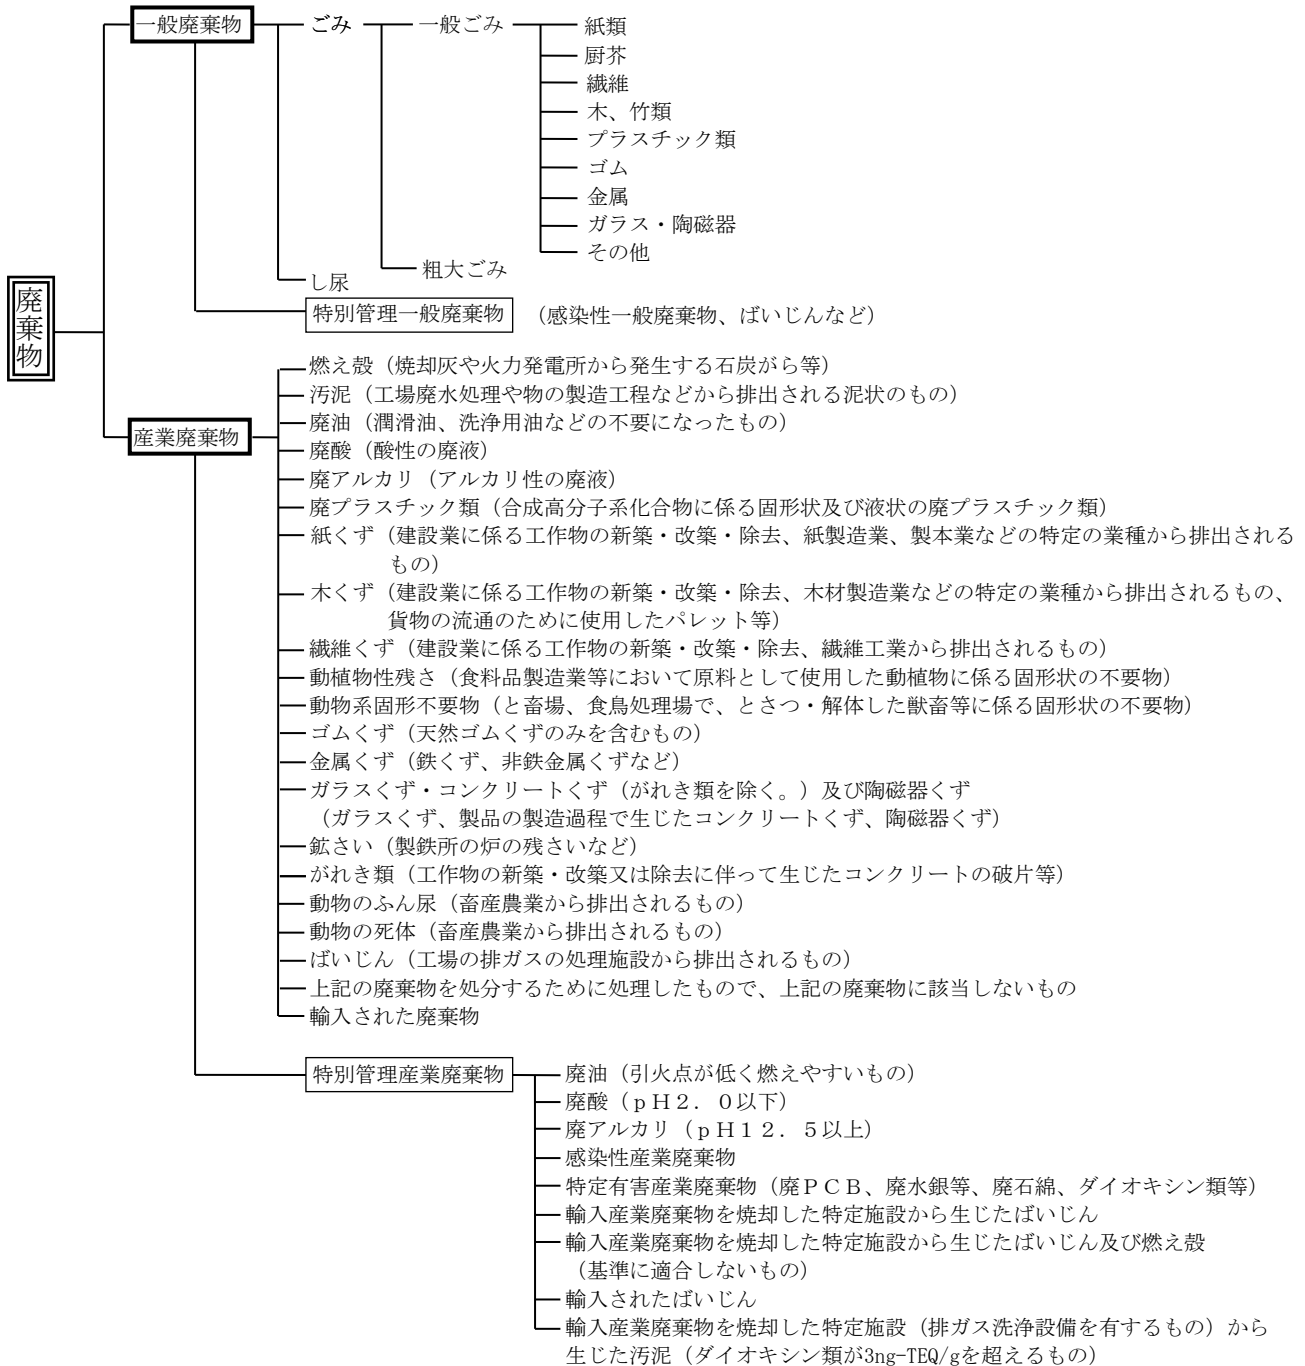 一般廃棄物 ごみ 一般ごみ 紙類
厨芥
繊維
木、竹類
プラスチック類
ゴム
金属
ガラス・陶磁器
その他
粗大ごみ
し尿
特別管理一般廃棄物 （感染性一般廃棄物、ばいじんなど）
廃棄物
産業廃棄物
燃え殻（焼却灰や火力発電所から発生する石炭がら等）
汚泥（工場廃水処理や物の製造工程などから排出される泥状のもの）
廃油（潤滑油、洗浄用油などの不要になったもの）
廃酸（酸性の廃液）
廃アルカリ（アルカリ性の廃液）
廃プラスチック類（合成高分子系化合物に係る固形状及び液状の廃プラスチック類）
紙くず（建設業に係る工作物の新築・改築・除去、紙製造業、製本業などの特定の業種から排出される
もの）
木くず（建設業に係る工作物の新築・改築・除去、木材製造業などの特定の業種から排出されるもの、
貨物の流通のために使用したパレット等）
繊維くず（建設業に係る工作物の新築・改築・除去、繊維工業から排出されるもの）
動植物性残さ（食料品製造業等において原料として使用した動植物に係る固形状の不要物）
動物系固形不要物（と畜場、食鳥処理場で、とさつ・解体した獣畜等に係る固形状の不要物）
ゴムくず（天然ゴムくずのみを含むもの）
金属くず（鉄くず、非鉄金属くずなど）
ガラスくず・コンクリートくず（がれき類を除く。）及び陶磁器くず
（ガラスくず、製品の製造過程で生じたコンクリートくず、陶磁器くず）
鉱さい（製鉄所の炉の残さいなど）
がれき類（工作物の新築・改築又は除去に伴って生じたコンクリートの破片等）
動物のふん尿（畜産農業から排出されるもの）
動物の死体（畜産農業から排出されるもの）
ばいじん（工場の排ガスの処理施設から排出されるもの）
上記の廃棄物を処分するために処理したもので、上記の廃棄物に該当しないもの
輸入された廃棄物
特別管理産業廃棄物
廃油（引火点が低く燃えやすいもの）
廃酸（ｐＨ２．０以下）
廃アルカリ（ｐＨ１２．５以上）
感染性産業廃棄物
特定有害産業廃棄物（廃ＰＣＢ、廃水銀等、廃石綿、ダイオキシン類等）
輸入産業廃棄物を焼却した特定施設から生じたばいじん
輸入産業廃棄物を焼却した特定施設から生じたばいじん及び燃え殻
（基準に適合しないもの）
輸入されたばいじん
輸入産業廃棄物を焼却した特定施設（排ガス洗浄設備を有するもの）から
生じた汚泥（ダイオキシン類が3ng-TEQ/gを超えるもの）